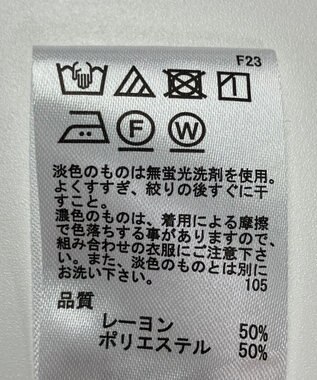 F23
F
W
淡色のものは無蛍光洗剤を使用。
よくすすぎ、絞りの後すぐに干
すこと。
濃色のものは、着用による摩擦
で色落ちする事がありますので、
組み合わせの衣服にご注意下さ
い。また、淡色のものとは別に
お洗い下さい。 105
品質
レーヨン 50%
ポリエステル 50%